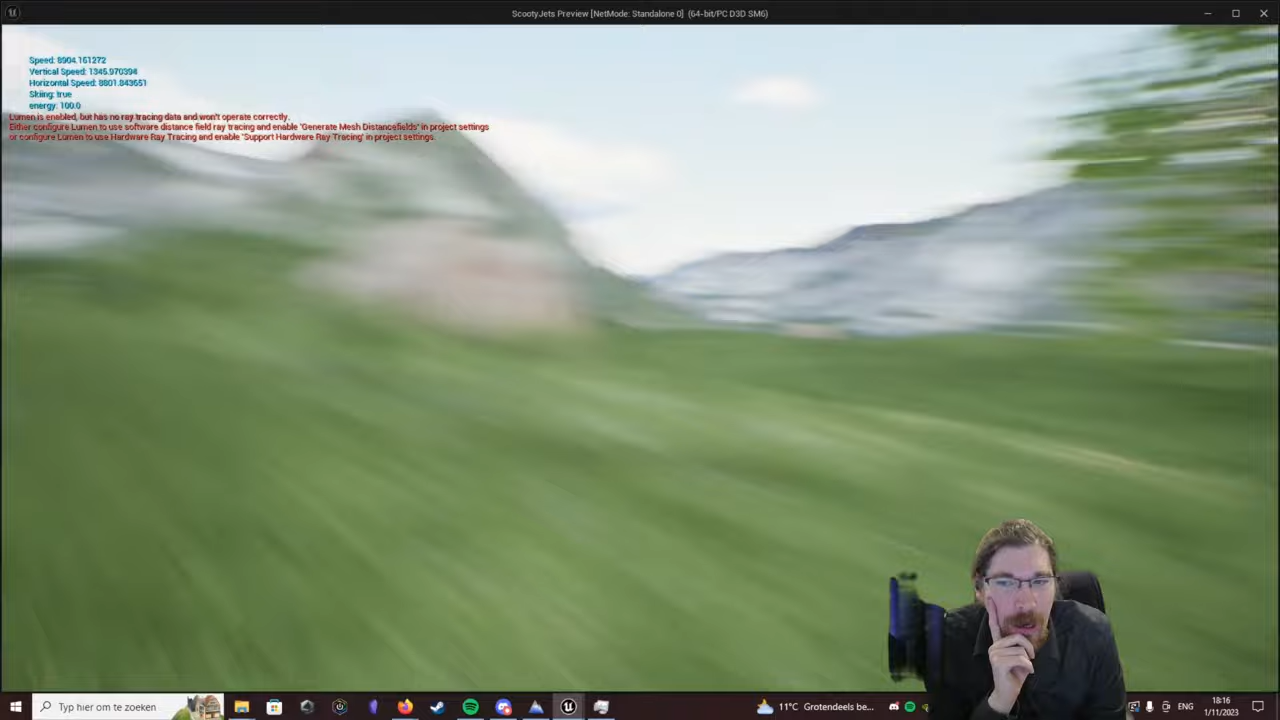 ScootyJets Preview [NetMode: Standalone 0] (64-bit/PC D3D SM6)
Speed: 8904.161272
Vertical Speed: 1345.970394
Horizontal Speed: 8801.843651
Skiing: true
energy: 100.0
Lumen is enabled, but has no ray tracing data and won't operate correctly.
Either configure Lumen to use software distance field ray tracing and enable 'Generate Mesh Distancefields' in project settings
or configure Lumen to use Hardware Ray Tracing and enable 'Support Hardware Ray Tracing' in project settings.
Typ hier om te zoeken
11°C Grotendeels be...
ENG
18:16
1/11/2023